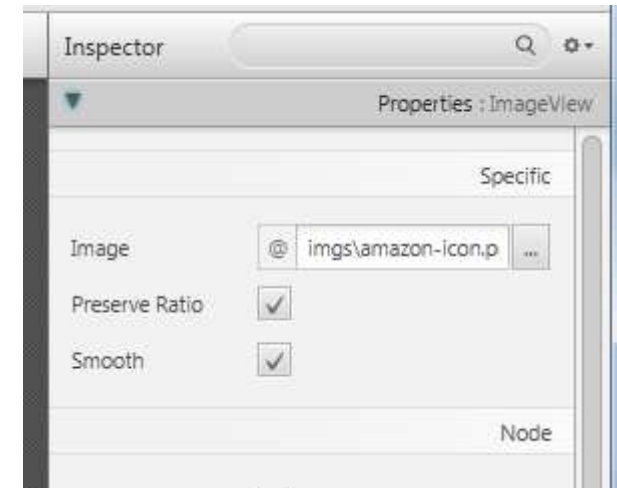 Inspector
Properties : ImageView
Specific
Image @ imgs\amazon-icon.p ...
Preserve Ratio
Smooth
Node